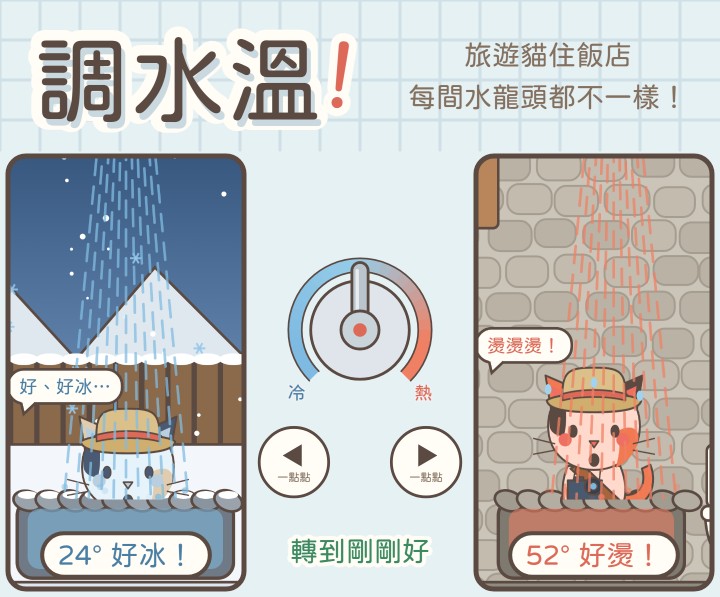 調水溫!
旅遊貓住飯店
每間水龍頭都不一樣！
好、好冰⋯
燙燙燙！
冷
熱
一點點
一點點
轉到剛剛好
24° 好冰！
52° 好燙！